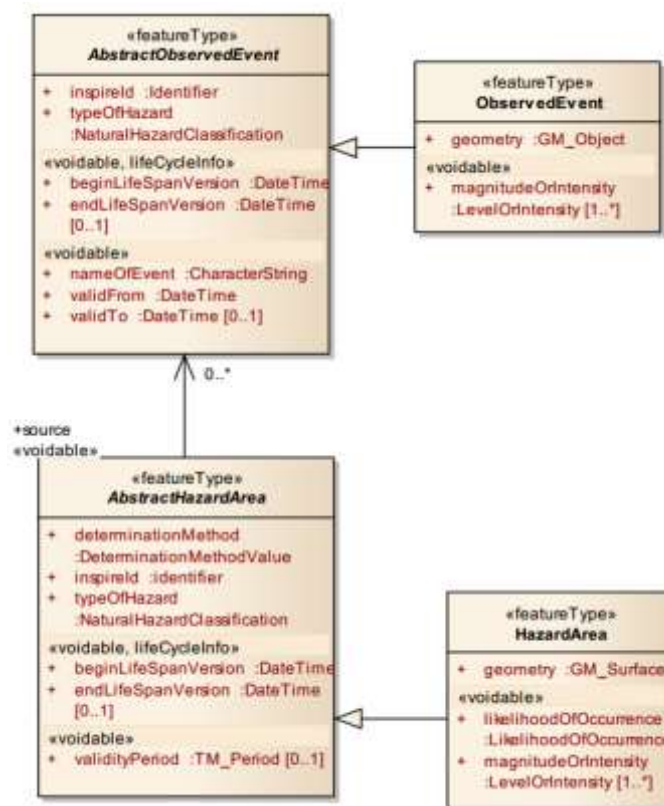 «featureType»
AbstractObservedEvent
+ inspireId :Identifier
+ typeOfHazard
:NaturalHazardClassification
«voidable, lifeCycleInfo»
+ beginLifeSpanVersion :DateTime
+ endLifeSpanVersion :DateTime
[0..1]
«voidable»
+ nameOfEvent :CharacterString
+ validFrom :DateTime
+ validTo :DateTime [0..1]
«featureType»
ObservedEvent
+ geometry :GM_Object
«voidable»
+ magnitudeOrIntensity
:LevelOrIntensity [1..*]
0..*
+source
«voidable»
«featureType»
AbstractHazardArea
+ determinationMethod
:DeterminationMethodValue
+ inspireId :Identifier
+ typeOfHazard
:NaturalHazardClassification
«voidable, lifeCycleInfo»
+ beginLifeSpanVersion :DateTime
+ endLifeSpanVersion :DateTime
[0..1]
«voidable»
+ validityPeriod :TM_Period [0..1]
«featureType»
HazardArea
+ geometry :GM_Surface
«voidable»
+ likelihoodOfOccurrence
:LikelihoodOfOccurrence
+ magnitudeOrIntensity
:LevelOrIntensity [1..*]